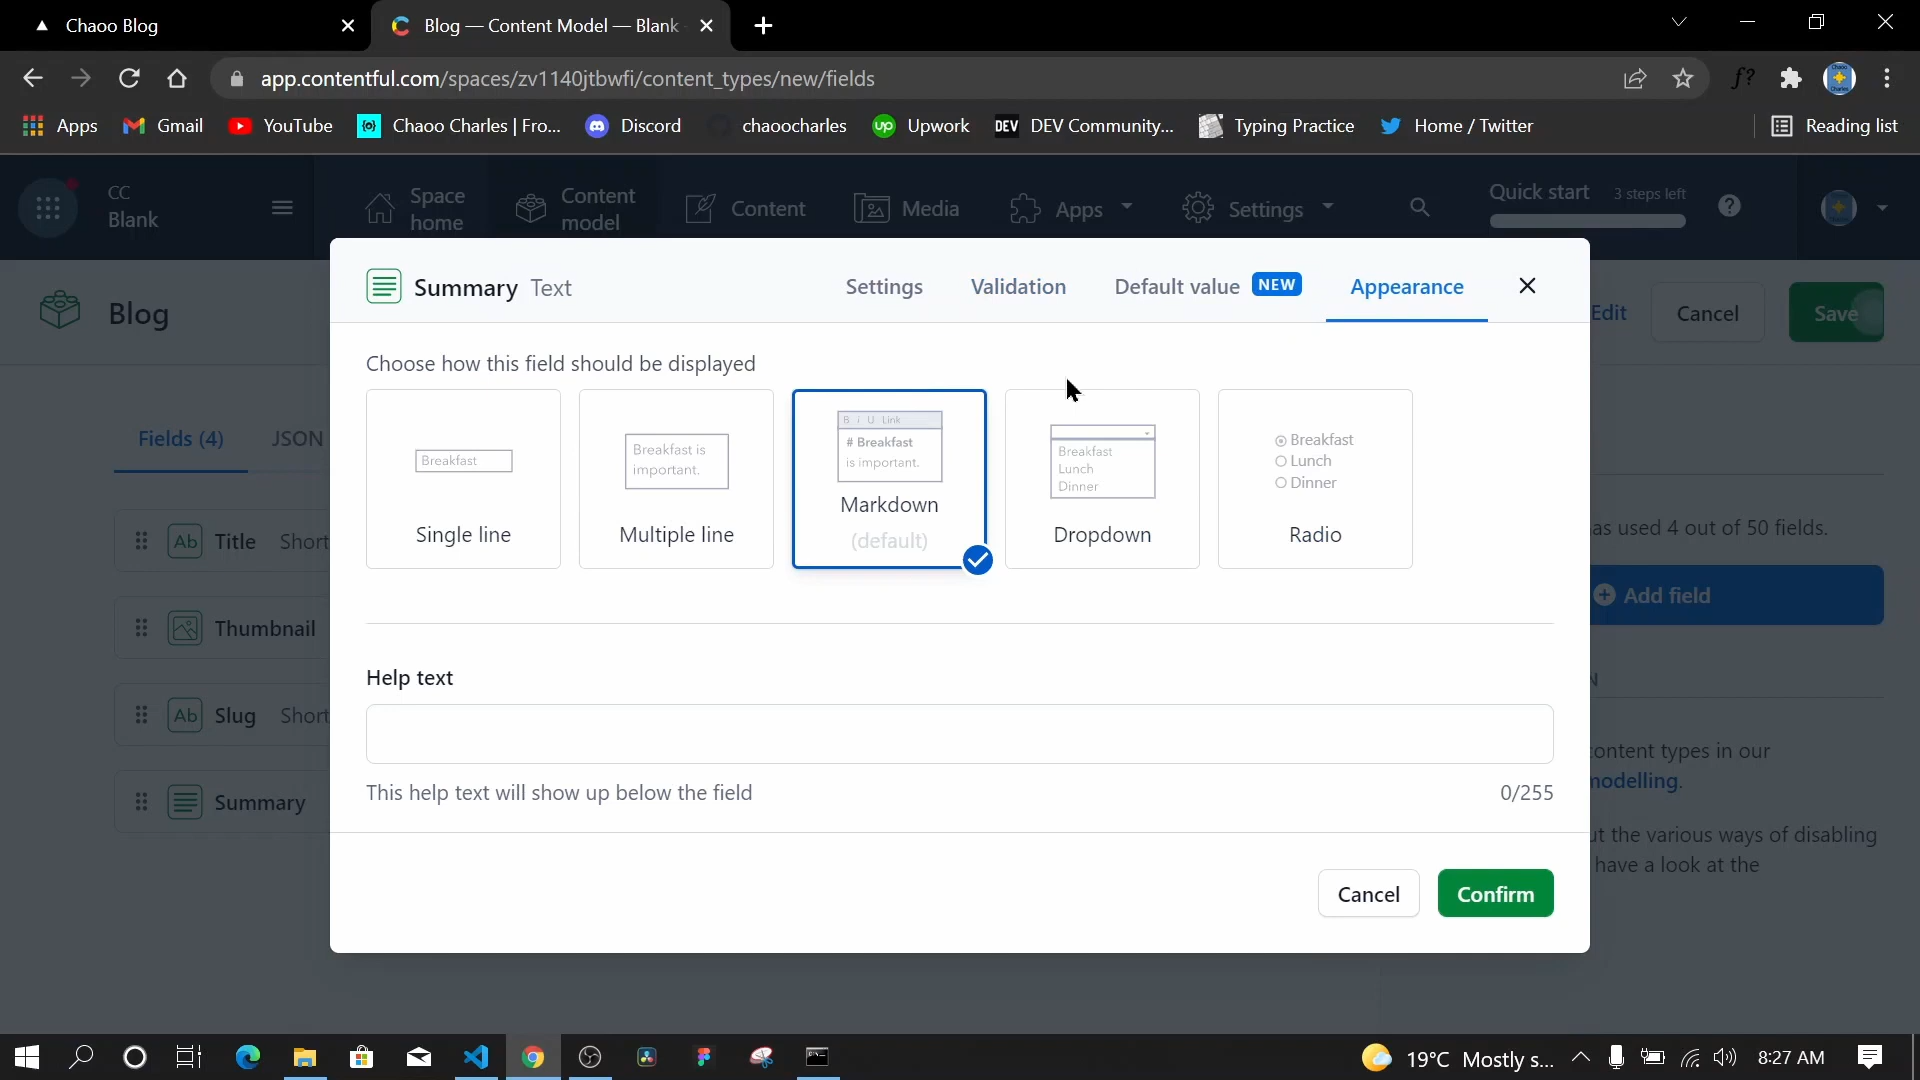 Chaoo Blog
Blog — Content Model — Blank
app.contentful.com/spaces/zv1140jtbwfi/content_types/new/fields
Apps
Gmail
YouTube
Chaoo Charles | Fro...
Discord
chaoocharles
Upwork
DEV Community...
Typing Practice
Home / Twitter
Reading list
CC
Blank
Space
home
Content
model
Content
Media
Apps
Settings
Quick start 3 steps left
Blog
Edit
Cancel
Save
Summary Text
Settings
Validation
Default value NEW
Appearance
Choose how this field should be displayed
Breakfast
Single line
Breakfast is
important.
Multiple line
B i U Link
# Breakfast
is important.
Markdown
(default)
Breakfast
Lunch
Dinner
Dropdown
Breakfast
Lunch
Dinner
Radio
Help text
This help text will show up below the field
0/255
Cancel
Confirm
Fields (4)
JSON
Ab Title Short
Thumbnail
Ab Slug Short
Summary
as used 4 out of 50 fields.
Add field
N
content types in our
modelling.
ut the various ways of disabling
have a look at the
19°C Mostly s...
8:27 AM